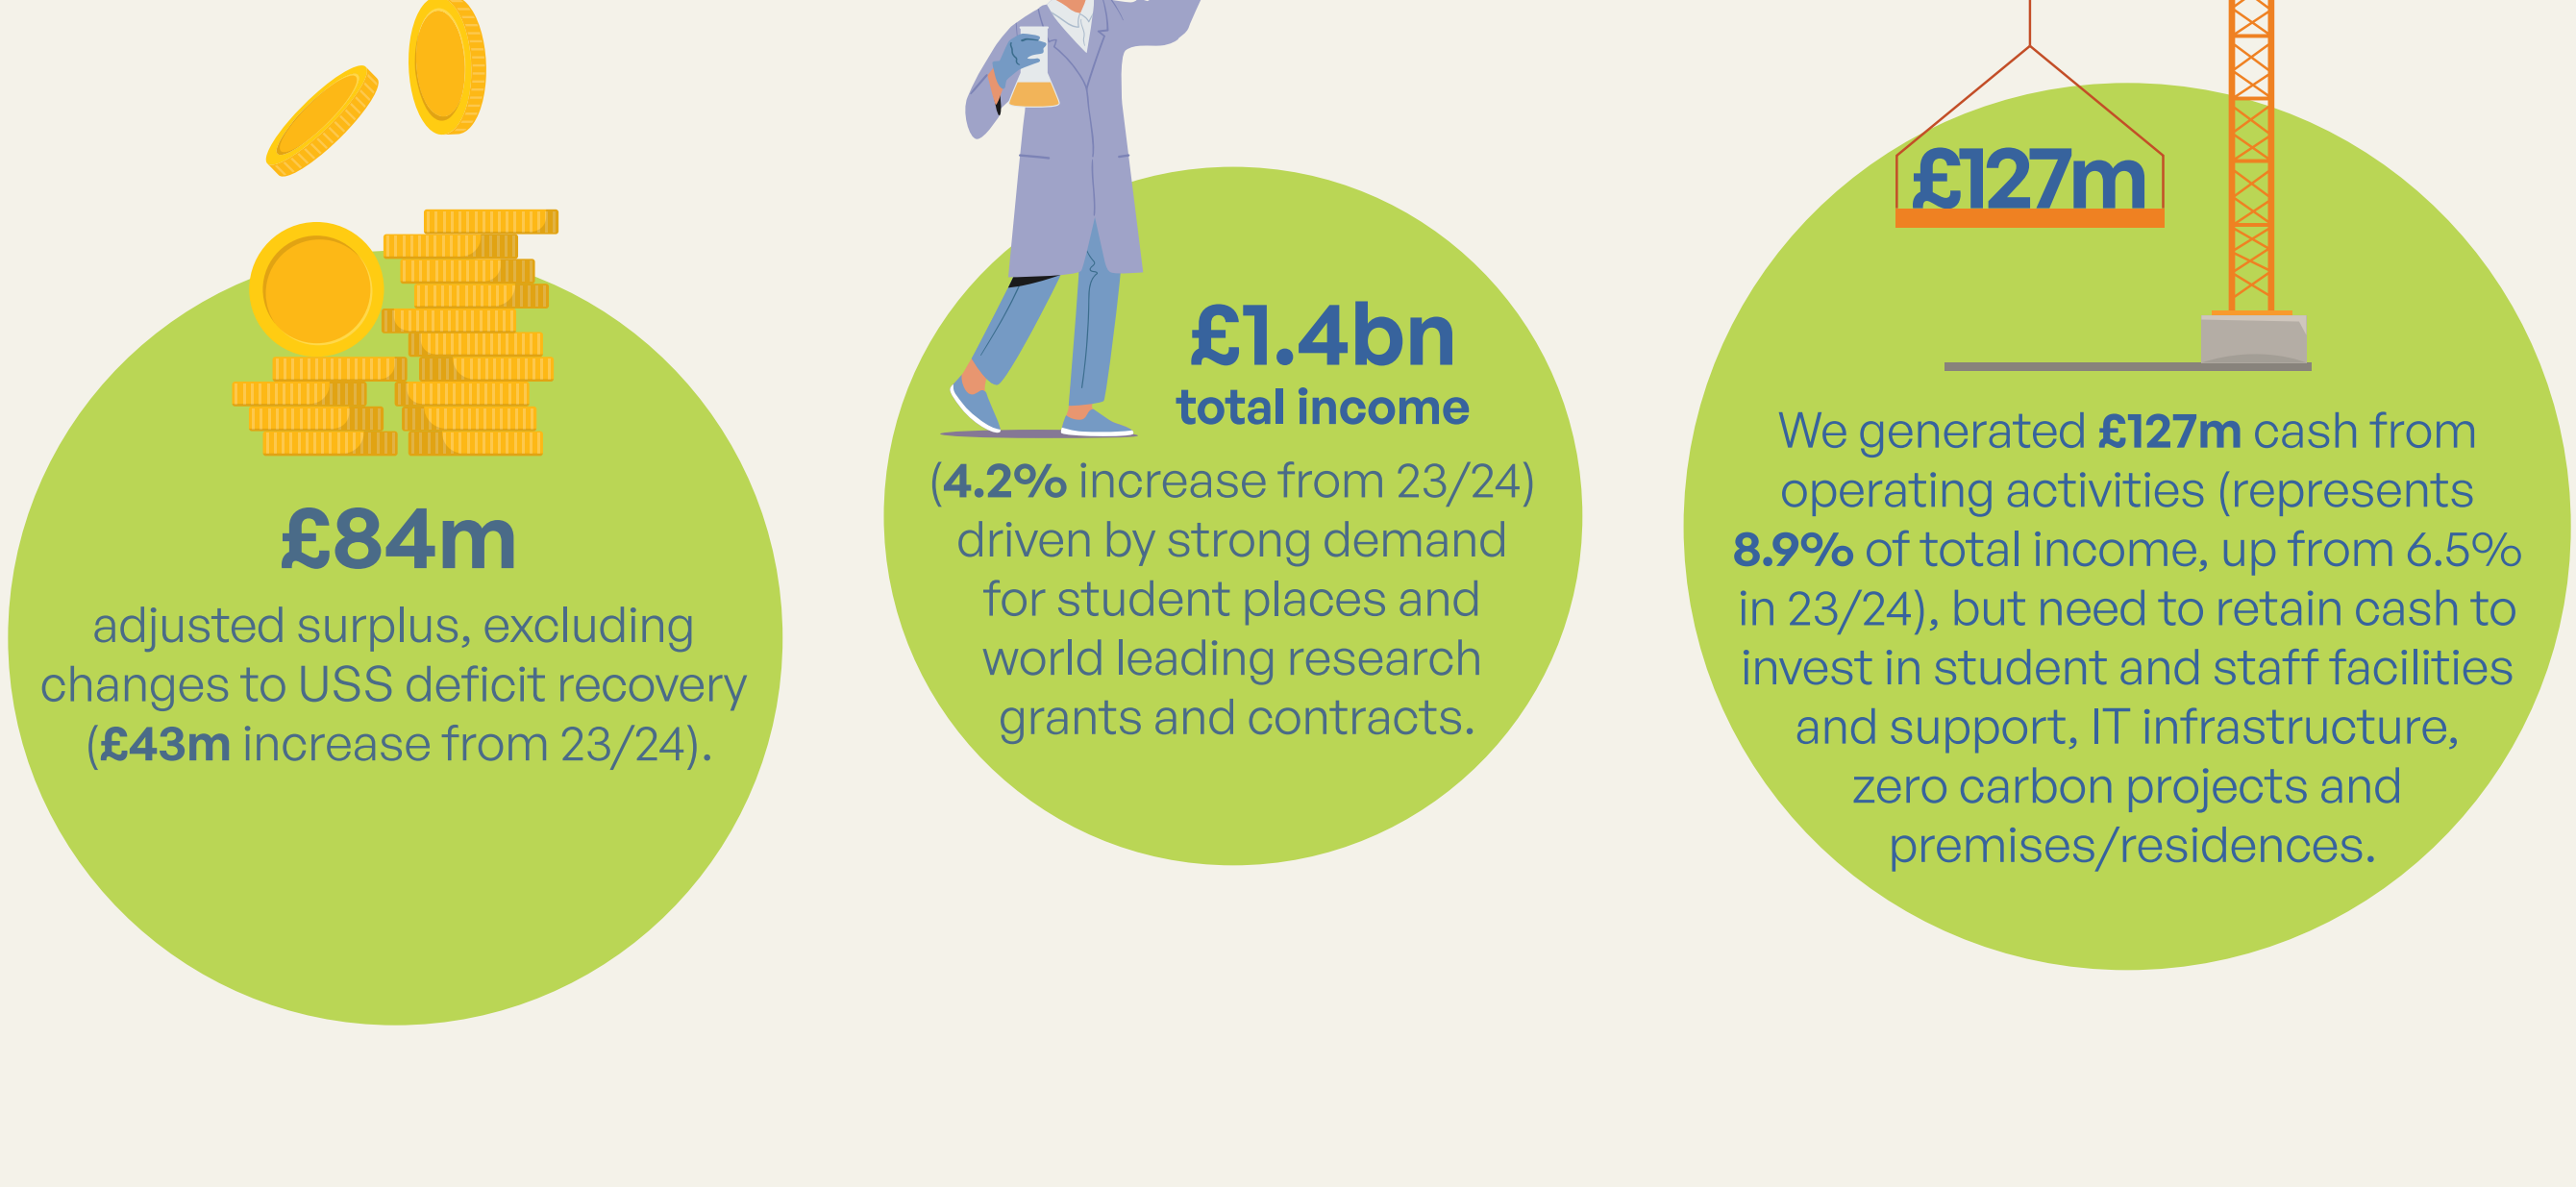 £84m
adjusted surplus, excluding
changes to USS deficit recovery
(£43m increase from 23/24).
£1.4bn
total income
(4.2% increase from 23/24)
driven by strong demand
for student places and
world leading research
grants and contracts.
£127m
We generated £127m cash from
operating activities (represents
8.9% of total income, up from 6.5%
in 23/24), but need to retain cash to
invest in student and staff facilities
and support, IT infrastructure,
zero carbon projects and
premises/residences.